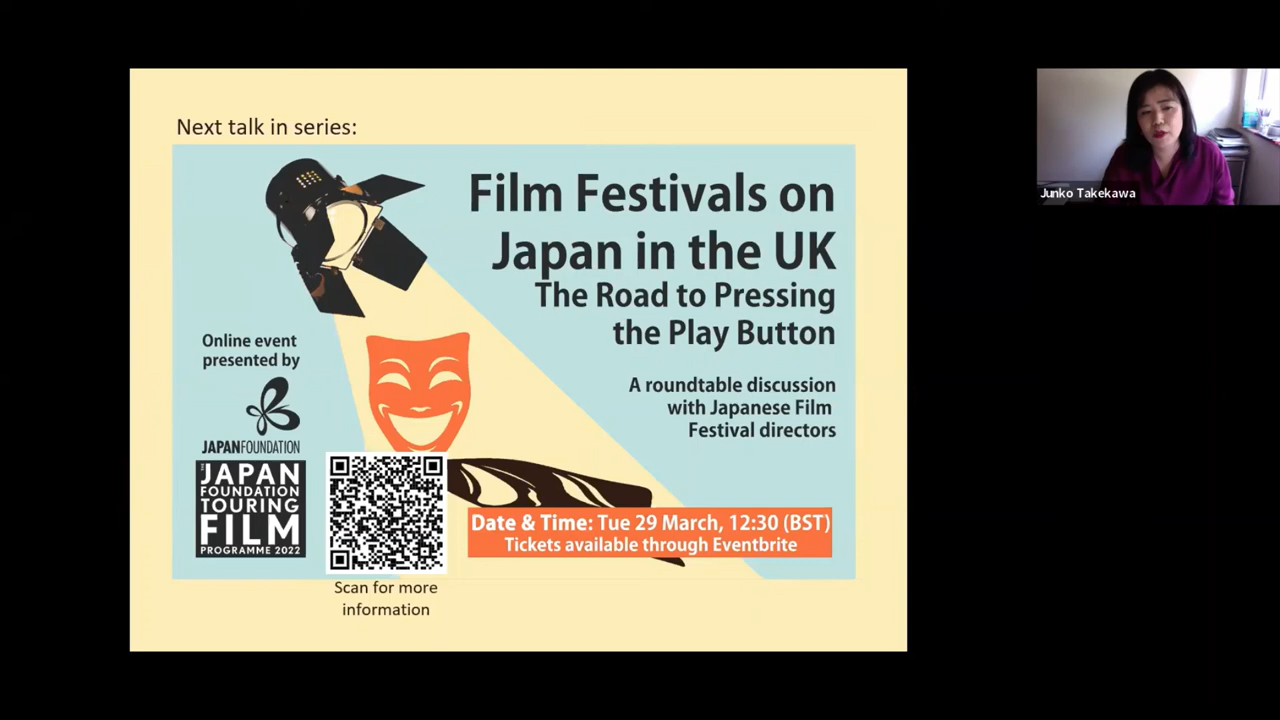 Next talk in series:
Film Festivals on
Japan in the UK
The Road to Pressing
the Play Button
A roundtable discussion
with Japanese Film
Festival directors
Online event
presented by
JAPANFOUNDATION
THE
JAPAN
FOUNDATION
TOURING
FILM
PROGRAMME 2022
Date & Time: Tue 29 March, 12:30 (BST)
Tickets available through Eventbrite
Scan for more
information
Junko Takekawa